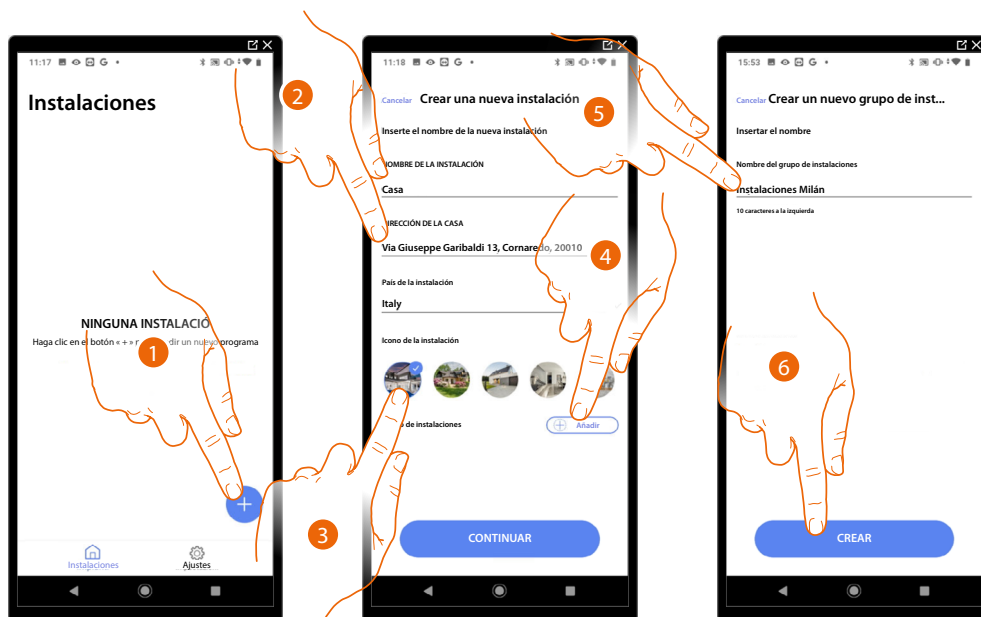 11:17 G
Instalaciones
NINGUNA INSTALACIÓ
Haga clic en el botón « + » dir un nuevo programa
Instalaciones
Ajustes
1
2
3
11:18 G
Cancelar Crear una nueva instalación
Inserte el nombre de la nueva instalación
NOMBRE DE LA INSTALACIÓN
Casa
DIRECCIÓN DE LA CASA
Via Giuseppe Garibaldi 13, Cornaredo, 20010
País de la instalación
Italy
Icono de la instalación
de instalaciones
Añadir
CONTINUAR
4
5
15:53 G
Cancelar Crear un nuevo grupo de inst...
Insertar el nombre
Nombre del grupo de instalaciones
Instalaciones Milán
10 caracteres a la izquierda
6
CREAR